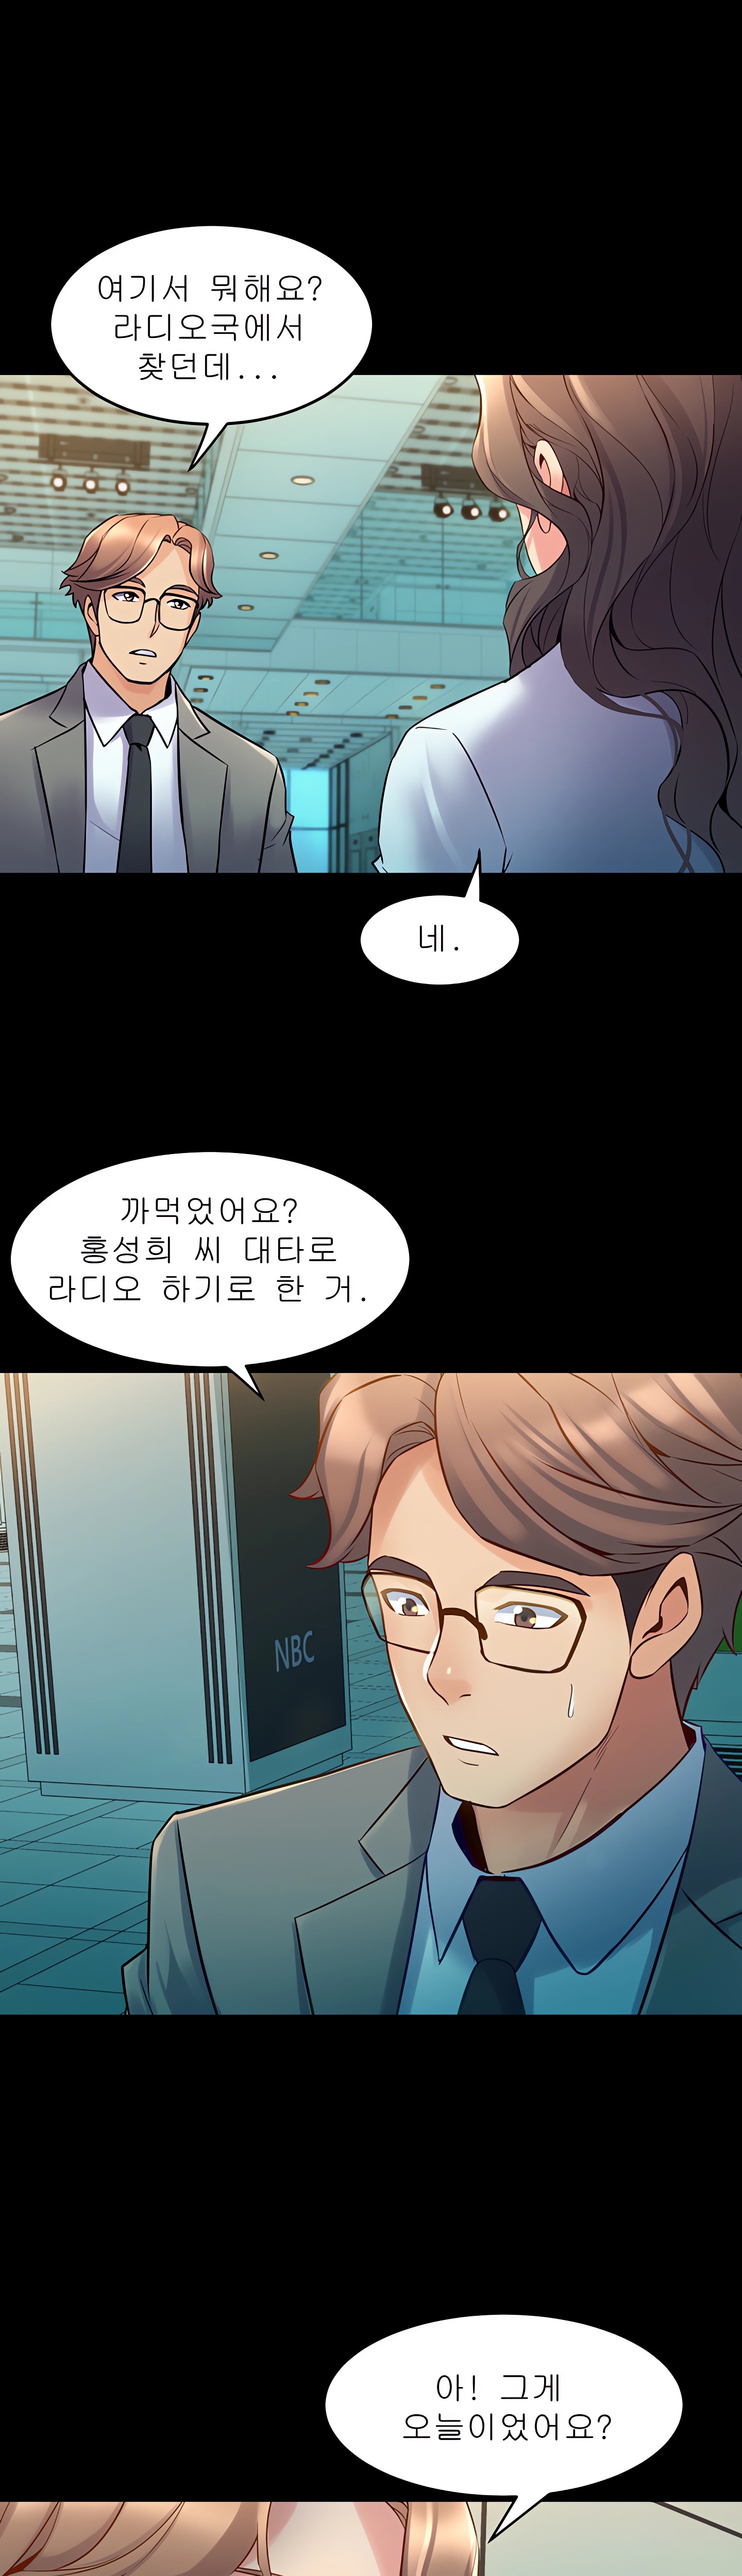 여기서 뭐해요?
라디오국에서
찾던데...
네.
까먹었어요?
홍성희 씨 대타로
라디오 하기로 한 거.
NBC
아! 그게
오늘이었어요?